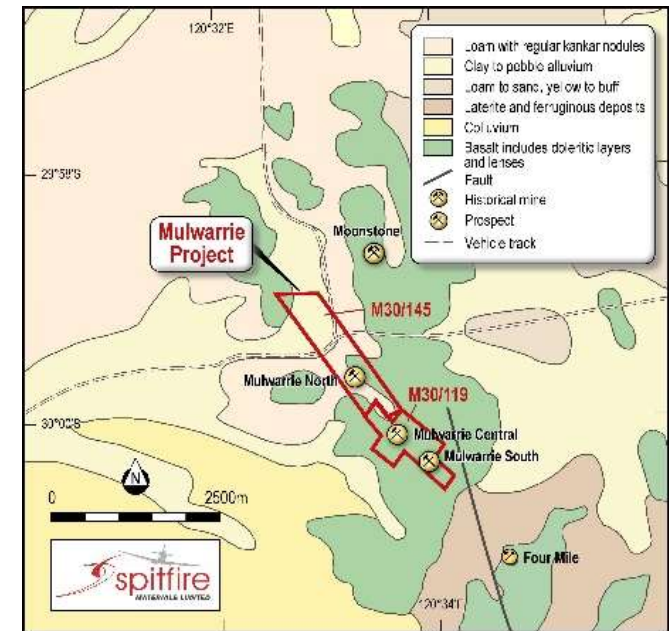 120°32'E
Loam with regular kankar nodules
Clay to pebble alluvium
Loam to sand, yellow to buff
Laterite and ferruginous deposits
Colluvium
Basalt includes doleritic layers
and lenses
Fault
Historical mine
Prospect
Vehicle track
29°58'S
Moonstone
Mulwarrie
Project
M30/145
Mulwarrie North
M30/119
30°00'S
Mulwarrie Central
Mulwarrie South
N
0
2500m
Four Mile
spitfire
MATERIALS LIMITED
120°34'E